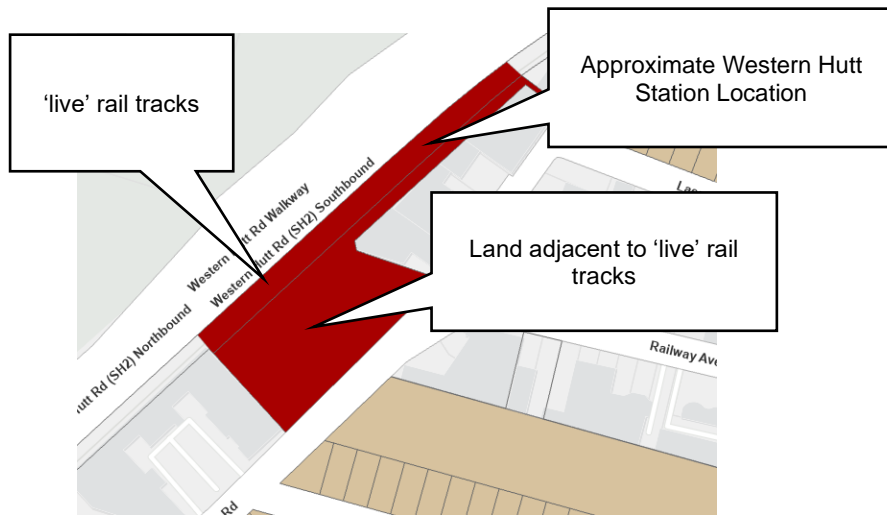 Approximate Western Hutt
Station Location
'live' rail tracks
Western Hutt Rd Walkway
Western Hutt Rd (SH2) Southbound
Land adjacent to 'live' rail
tracks
Hutt Rd (SH2) Northbound
Railway Ave
Rd